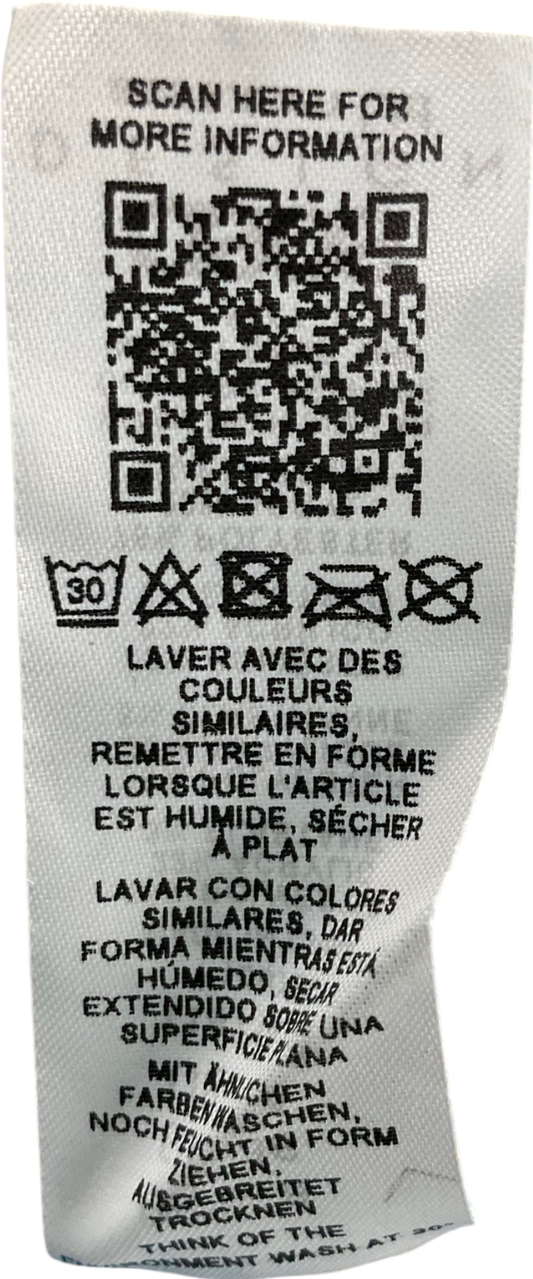 SCAN HERE FOR
MORE INFORMATION
30
LAVER AVEC DES
COULEURS
SIMILAIRES,
REMETTRE EN FORME
LORSQUE L'ARTICLE
EST HUMIDE, SÉCHER
À PLAT
LAVAR CON COLORES
SIMILARES, DAR
FORMA MIENTRAS ESTÁ
HÚMEDO, SECAR
EXTENDIDO SOBRE UNA
SUPERFICIE PLANA
MIT ÄHNLICHEN
FARBEN WASCHEN,
NOCH FEUCHT IN FORM
ZIEHEN,
AUSGEBREITET
TROCKNEN
THINK OF THE
ENVIRONMENT WASH AT 30°